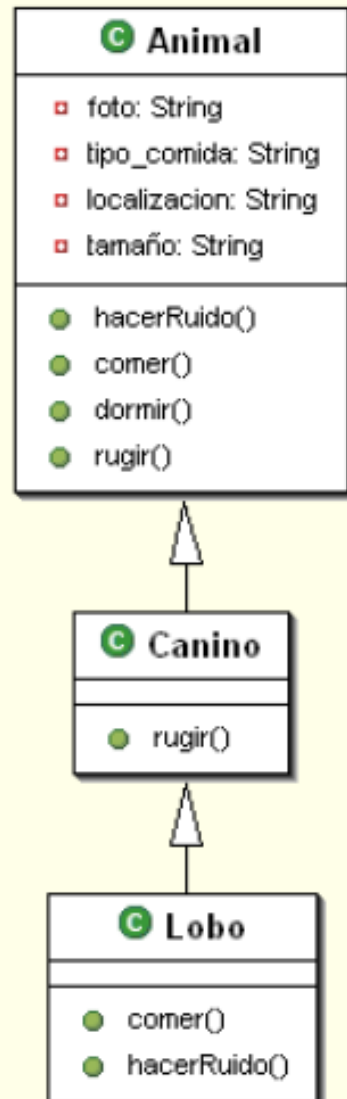 C Animal
foto: String
tipo_comida: String
localizacion: String
tamaño: String
hacerRuido()
comer()
dormir()
rugir()
C Canino
rugir()
C Lobo
comer()
hacerRuido()